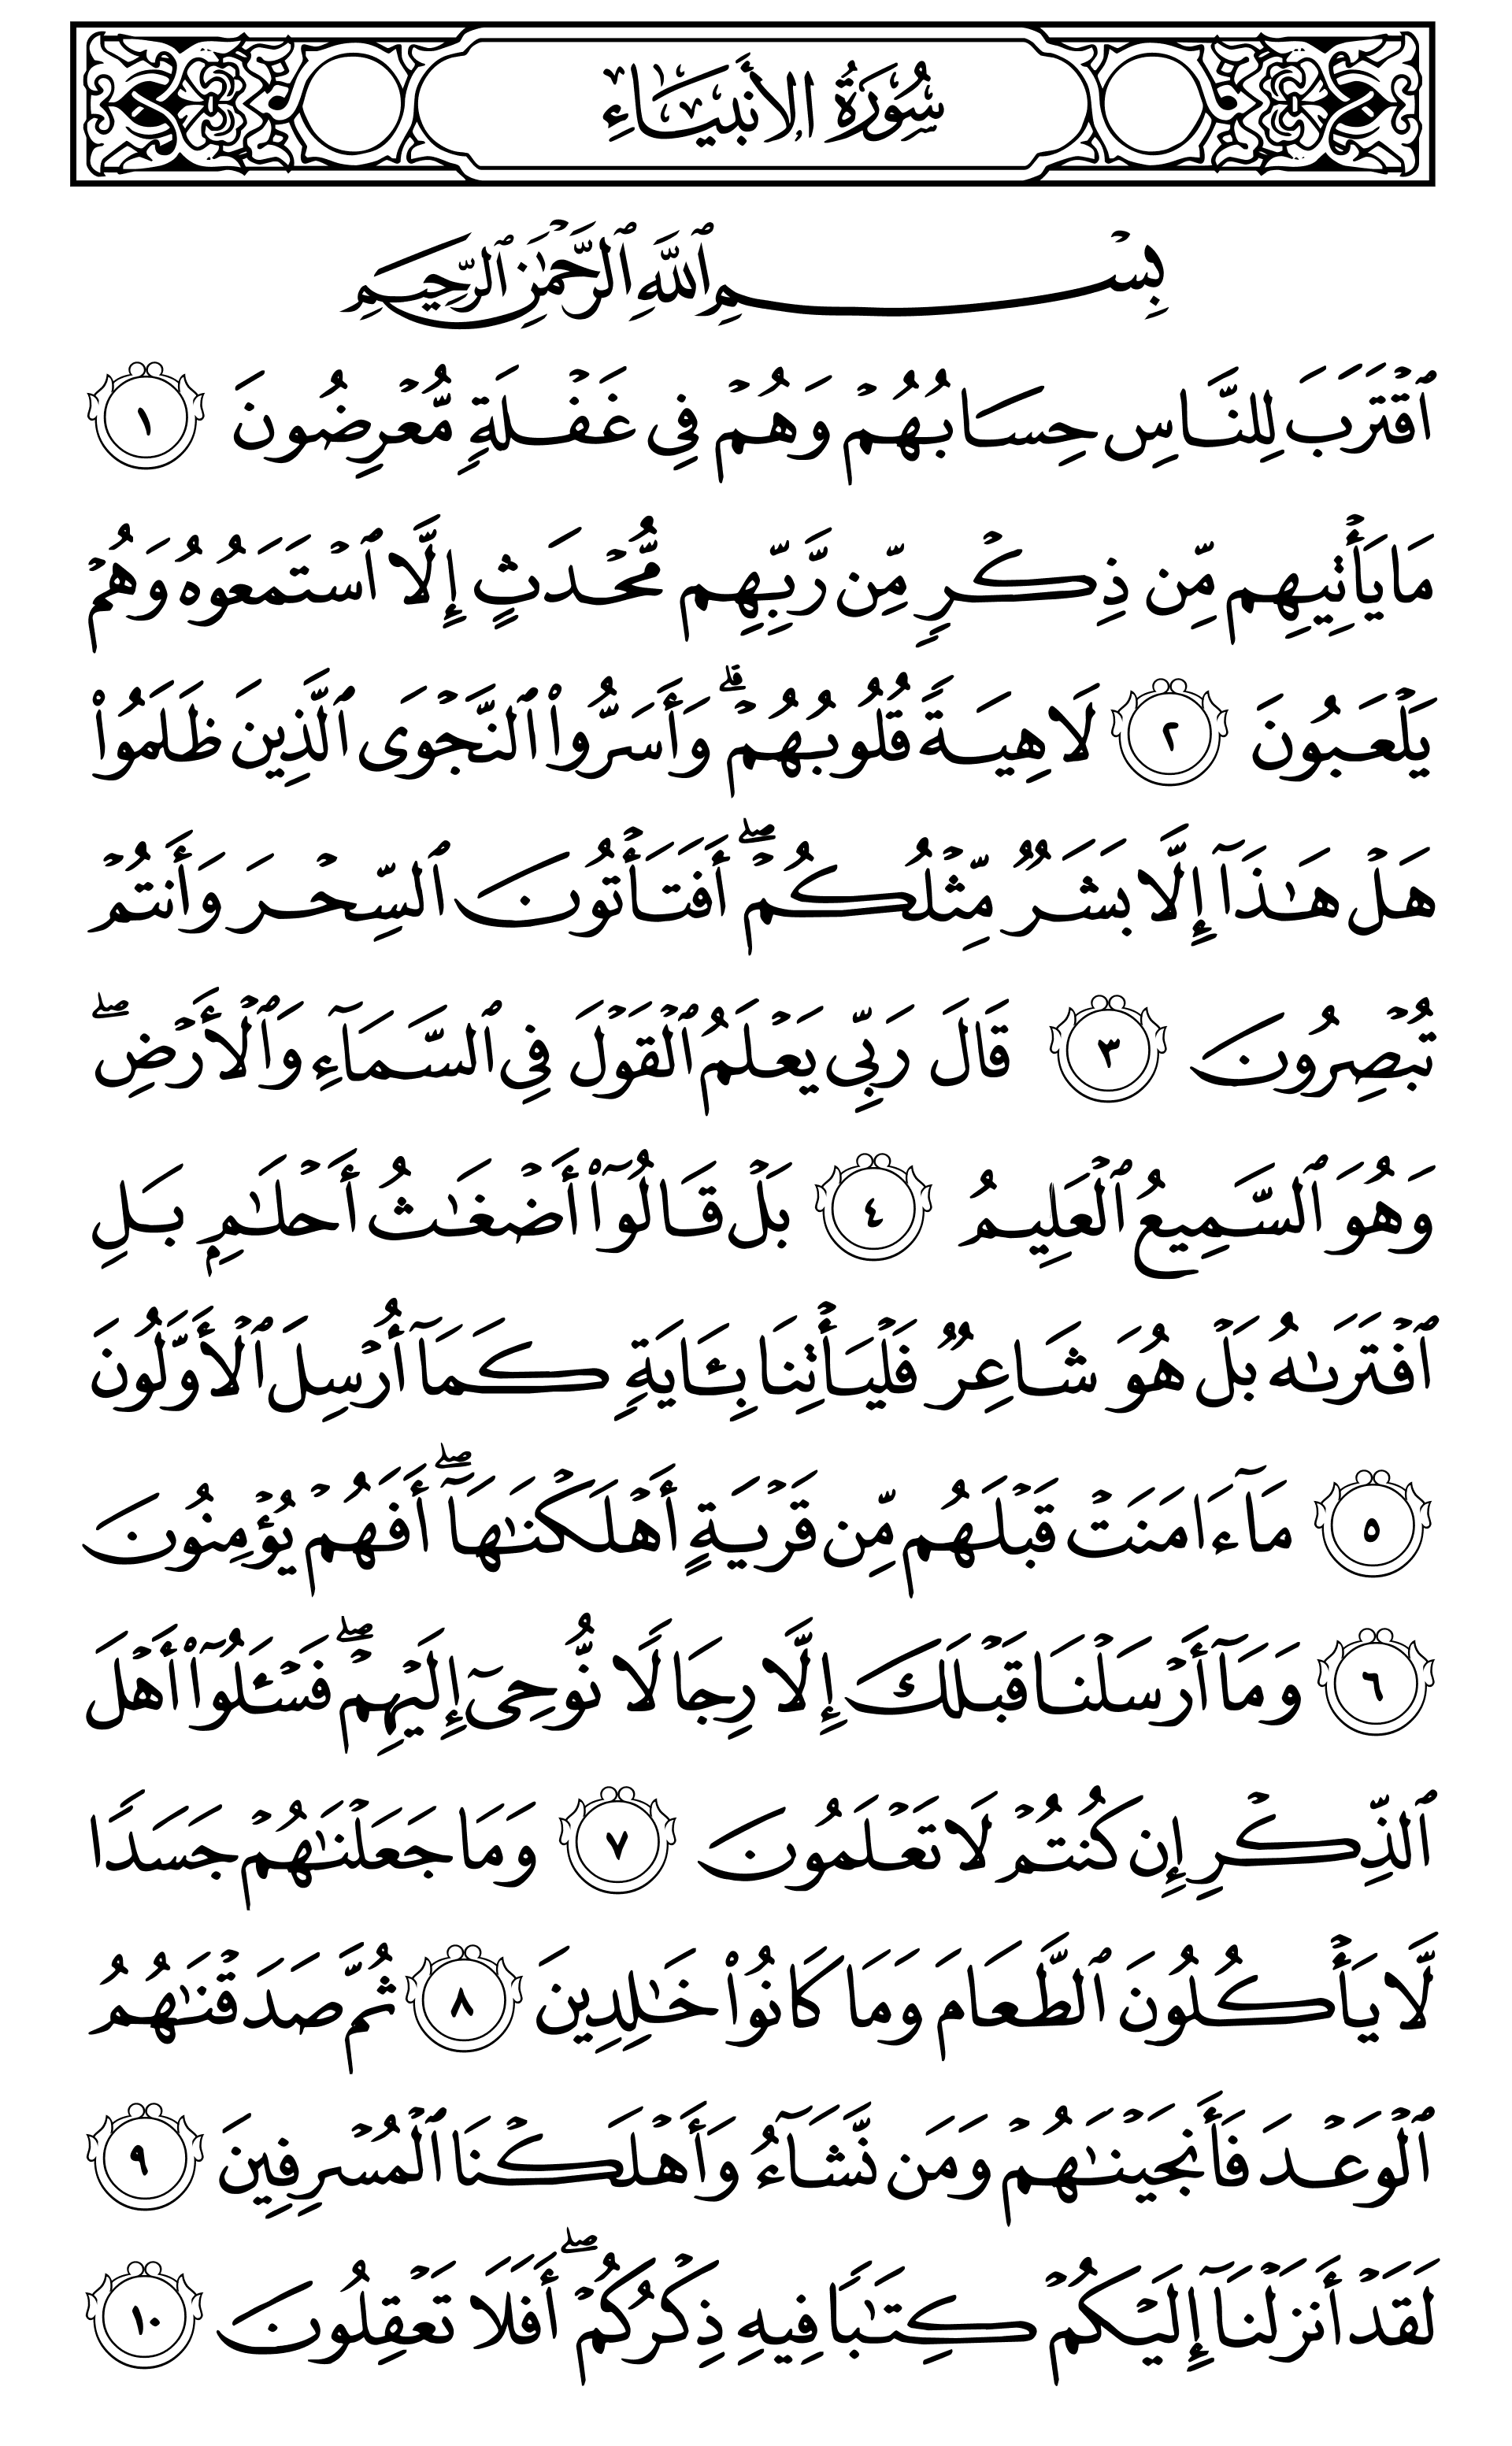 سُورَةُ الأَنبِيَاءِ
بِسْمِ ٱللَّهِ ٱلرَّحْمَٰنِ ٱلرَّحِيمِ
ٱقْتَرَبَ لِلنَّاسِ حِسَابُهُمْ وَهُمْ فِي غَفْلَةٍ مُّعْرِضُونَ ١
مَا يَأْتِيهِم مِّن ذِكْرٍ مِّن رَّبِّهِم مُّحْدَثٍ إِلَّا ٱسْتَمَعُوهُ وَهُمْ
يَلْعَبُونَ ٢ لَاهِيَةً قُلُوبُهُمْ ۗ وَأَسَرُّوا۟ ٱلنَّجْوَى ٱلَّذِينَ ظَلَمُوا۟
هَلْ هَٰذَآ إِلَّا بَشَرٌ مِّثْلُكُمْ ۖ أَفَتَأْتُونَ ٱلسِّحْرَ وَأَنتُمْ
تُبْصِرُونَ ٣ قَالَ رَبِّي يَعْلَمُ ٱلْقَوْلَ فِي ٱلسَّمَآءِ وَٱلْأَرْضِ ۖ
وَهُوَ ٱلسَّمِيعُ ٱلْعَلِيمُ ٤ بَلْ قَالُوٓا۟ أَضْغَٰثُ أَحْلَٰمٍ بَلِ
ٱفْتَرَىٰهُ بَلْ هُوَ شَاعِرٌ فَلْيَأْتِنَا بِـَٔايَةٍ كَمَآ أُرْسِلَ ٱلْأَوَّلُونَ
٥ مَآ ءَامَنَتْ قَبْلَهُم مِّن قَرْيَةٍ أَهْلَكْنَٰهَآ ۖ أَفَهُمْ يُؤْمِنُونَ
٦ وَمَآ أَرْسَلْنَا قَبْلَكَ إِلَّا رِجَالًا نُّوحِيٓ إِلَيْهِمْ ۖ فَسْـَٔلُوٓا۟ أَهْلَ
ٱلذِّكْرِ إِن كُنتُمْ لَا تَعْلَمُونَ ٧ وَمَا جَعَلْنَٰهُمْ جَسَدًا
لَّا يَأْكُلُونَ ٱلطَّعَامَ وَمَا كَانُوا۟ خَٰلِدِينَ ٨ ثُمَّ صَدَقْنَٰهُمُ
ٱلْوَعْدَ فَأَنجَيْنَٰهُمْ وَمَن نَّشَآءُ وَأَهْلَكْنَا ٱلْمُسْرِفِينَ ٩
لَقَدْ أَنزَلْنَآ إِلَيْكُمْ كِتَٰبًا فِيهِ ذِكْرُكُمْ ۖ أَفَلَا تَعْقِلُونَ ١٠